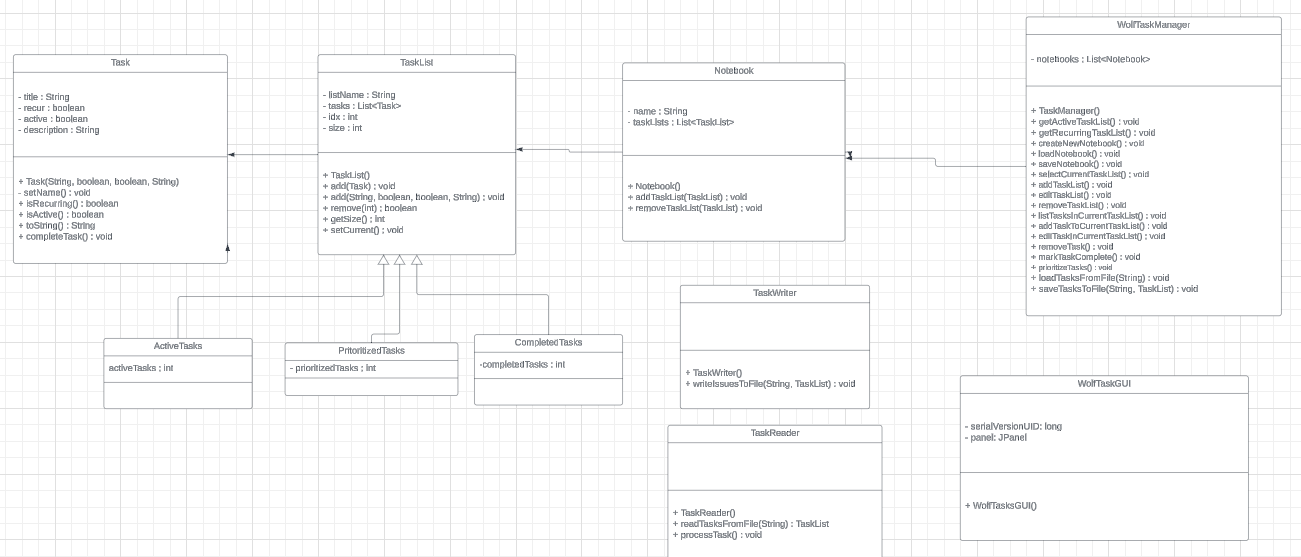 Task
- title : String
- recur : boolean
- active : boolean
- description : String
+ Task(String, boolean, boolean, String)
- setName() : void
+ isRecurring() : boolean
+ isActive() : boolean
+ toString() : String
+ completeTask() : void
TaskList
- listName : String
- tasks : List<Task>
- idx : int
- size : int
+ TaskList()
+ add(Task) : void
+ add(String, boolean, boolean, String) : void
+ remove(int) : boolean
+ getSize() : int
+ setCurrent() : void
Notebook
- name : String
- taskLists : List<TaskList>
+ Notebook()
+ addTaskList(TaskList) : void
+ removeTaskList(TaskList) : void
WolfTaskManager
- notebooks : List<Notebook>
+ TaskManager()
+ getActiveTaskList() : void
+ getRecurringTaskList() : void
+ createNewNotebook() : void
+ loadNotebook() : void
+ saveNotebook() : void
+ selectCurrentTaskList() : void
+ addTaskList() : void
+ editTaskList() : void
+ removeTaskList() : void
+ listTasksInCurrentTaskList() : void
+ addTaskToCurrentTaskList() : void
+ editTaskInCurrentTaskList() : void
+ removeTask() : void
+ markTaskComplete() : void
+ prioritizeTasks() : void
+ loadTasksFromFile(String) : void
+ saveTasksToFile(String, TaskList) : void
ActiveTasks
activeTasks : int
PritoritizedTasks
- prioritizedTasks : int
CompletedTasks
-completedTasks : int
TaskWriter
+ TaskWriter()
+ writeIssuesToFile(String, TaskList) : void
TaskReader
+ TaskReader()
+ readTasksFromFile(String) : TaskList
+ processTask() : void
WolfTaskGUI
- serialVersionUID: long
- panel: JPanel
+ WolfTasksGUI()